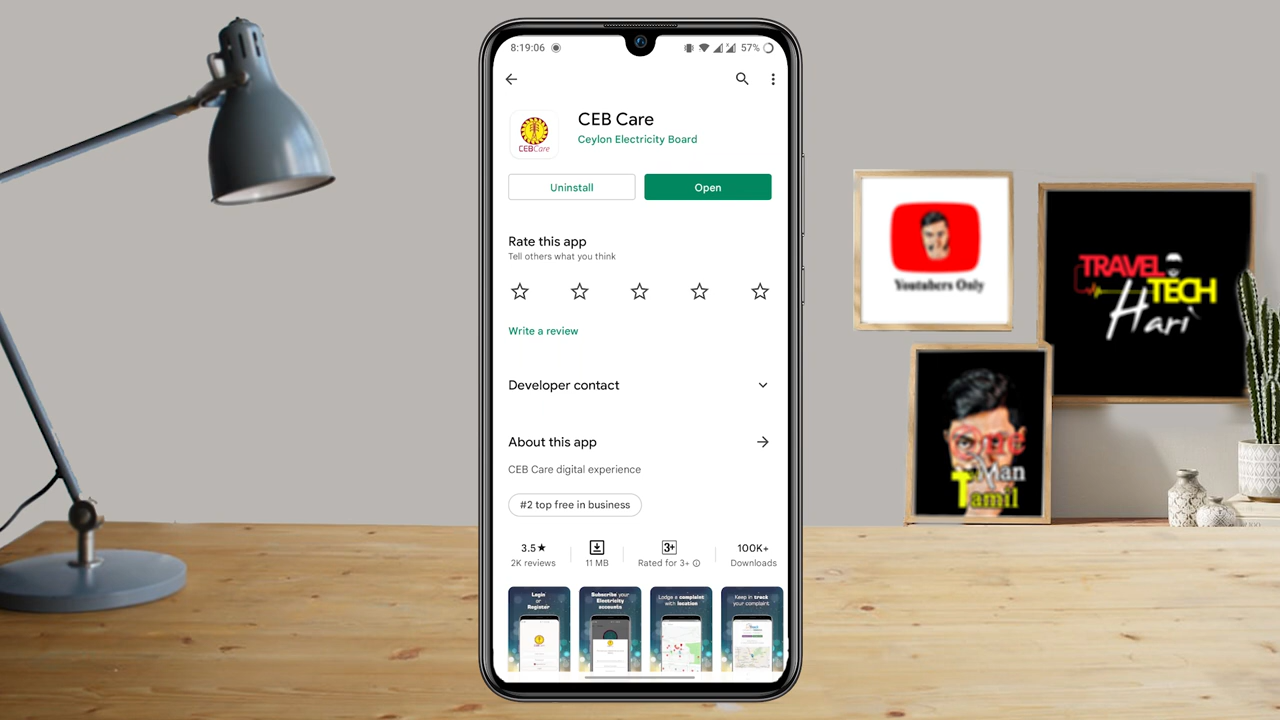 8:19:06
57%
CEB Care
Ceylon Electricity Board
CEBCare
Uninstall
Open
Rate this app
Tell others what you think
Write a review
Developer contact
About this app
CEB Care digital experience
#2 top free in business
3.5★
2K reviews
11 MB
3+
Rated for 3+
100K+
Downloads
Login
or
Register
Subscribe your
Electricity
accounts
Lodge a complaint
with location
Keep in track
your complaint
Youtubers Only
TRAVEL
TECH
Hari
One
Man
Tamil